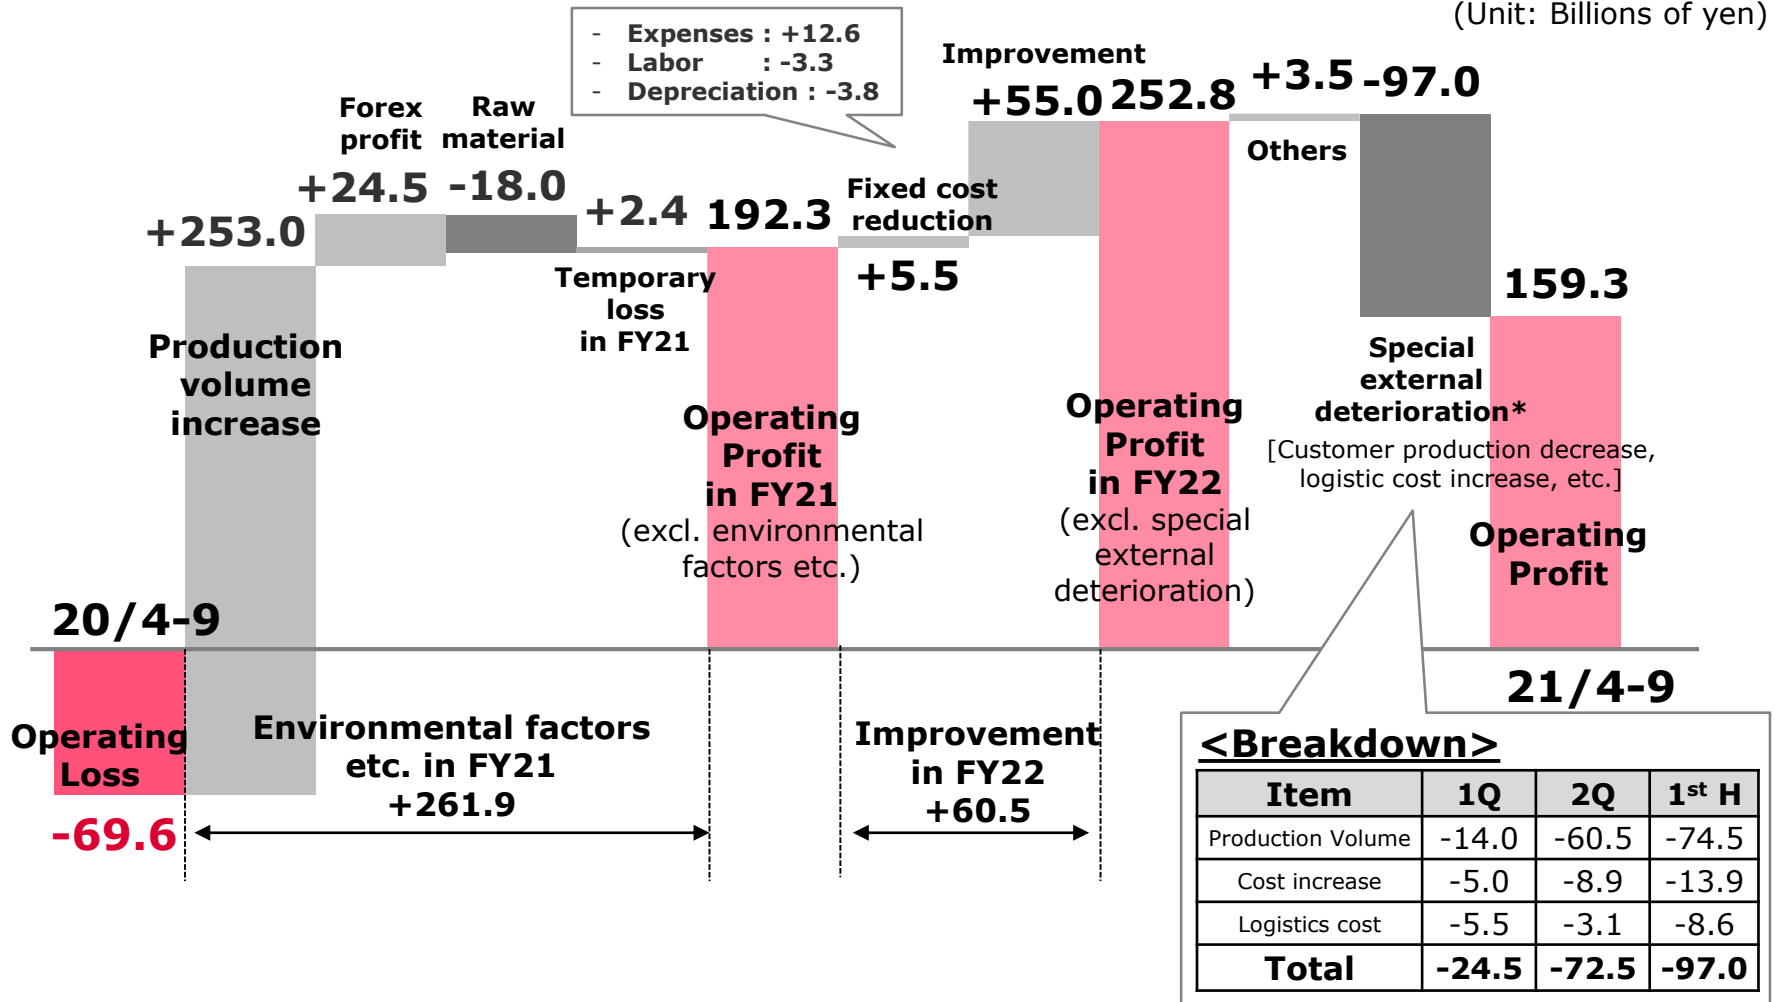 (Unit: Billions of yen)
- Expenses : +12.6
- Labor : -3.3
- Depreciation : -3.8
Improvement
+55.0
252.8
+3.5
-97.0
Others
Forex
profit
+24.5
Raw
material
-18.0
+253.0
+2.4
192.3
Fixed cost
reduction
+5.5
Temporary
loss
in FY21
159.3
Production
volume
increase
Operating
Profit
in FY21
(excl. environmental
factors etc.)
Operating
Profit
in FY22
(excl. special
external
deterioration)
Special
external
deterioration*
[Customer production decrease,
logistic cost increase, etc.]
Operating
Profit
20/4-9
21/4-9
Operating
Loss
-69.6
Environmental factors
etc. in FY21
+261.9
Improvement
in FY22
+60.5
<Breakdown>
Item 1Q 2Q 1st H
Production Volume -14.0 -60.5 -74.5
Cost increase -5.0 -8.9 -13.9
Logistics cost -5.5 -3.1 -8.6
Total -24.5 -72.5 -97.0